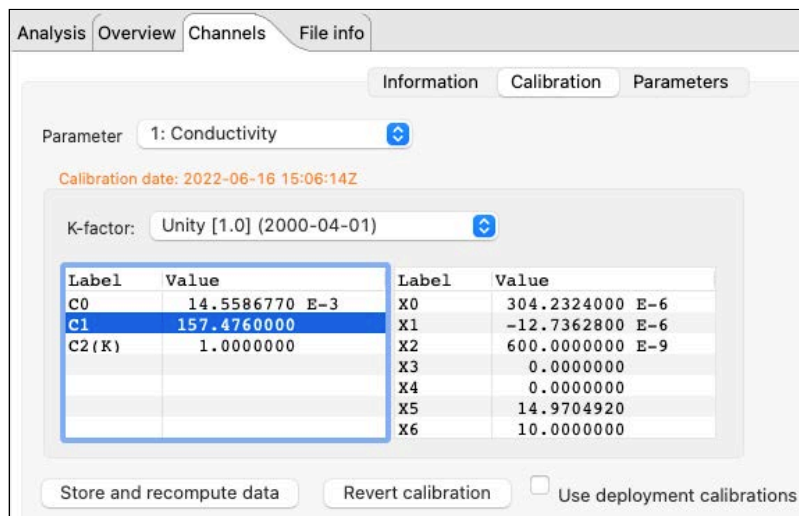 Analysis Overview Channels File info
Information Calibration Parameters
Parameter 1: Conductivity
Calibration date: 2022-06-16 15:06:14Z
K-factor: Unity [1.0] (2000-04-01)
Label Value Label Value
C0 14.5586770 E-3 X0 304.2324000 E-6
C1 157.4760000 X1 -12.7362800 E-6
C2(K) 1.0000000 X2 600.0000000 E-9
X3 0.0000000
X4 0.0000000
X5 14.9704920
X6 10.0000000
Store and recompute data Revert calibration Use deployment calibrations